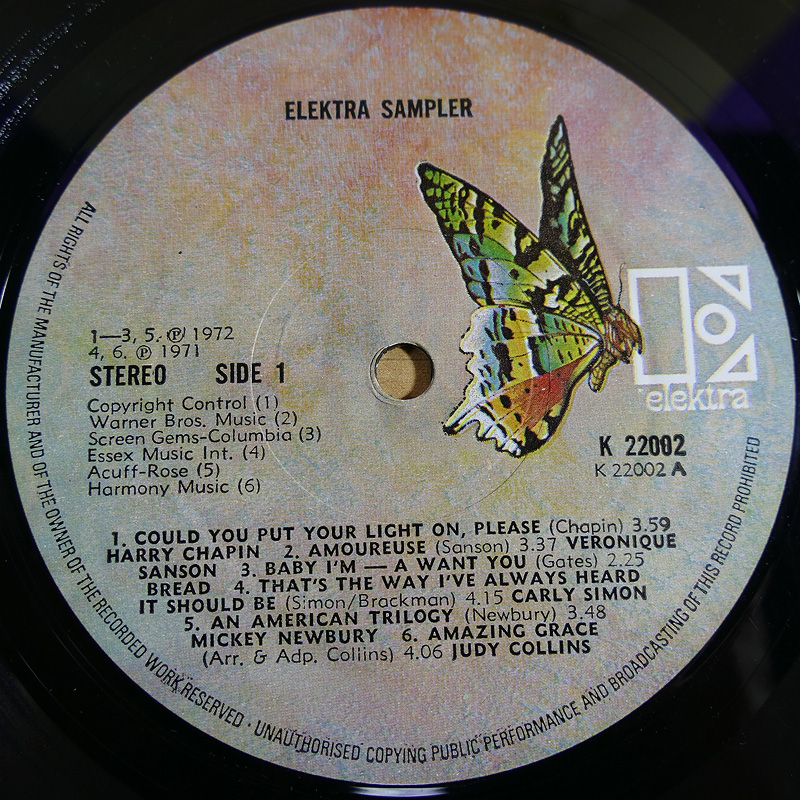 ELEKTRA SAMPLER
elektra
1—3, 5. ℗ 1972
4, 6. ℗ 1971
STEREO SIDE 1
Copyright Control (1)
Warner Bros. Music (2)
Screen Gems-Columbia (3)
Essex Music Int. (4)
Acuff-Rose (5)
Harmony Music (6)
K 22002
K 22002 A
1. COULD YOU PUT YOUR LIGHT ON, PLEASE (Chapin) 3.59
HARRY CHAPIN 2. AMOUREUSE (Sanson) 3.37 VERONIQUE
SANSON 3. BABY I'M — A WANT YOU (Gates) 2.25
BREAD 4. THAT'S THE WAY I'VE ALWAYS HEARD
IT SHOULD BE (Simon/Brackman) 4.15 CARLY SIMON
5. AN AMERICAN TRILOGY (Newbury) 3.48
MICKEY NEWBURY 6. AMAZING GRACE
(Arr. & Adp. Collins) 4.06 JUDY COLLINS
ALL RIGHTS OF THE MANUFACTURER AND OF THE OWNER OF THE RECORDED WORK RESERVED · UNAUTHORISED COPYING PUBLIC PERFORMANCE AND BROADCASTING OF THIS RECORD PROHIBITED